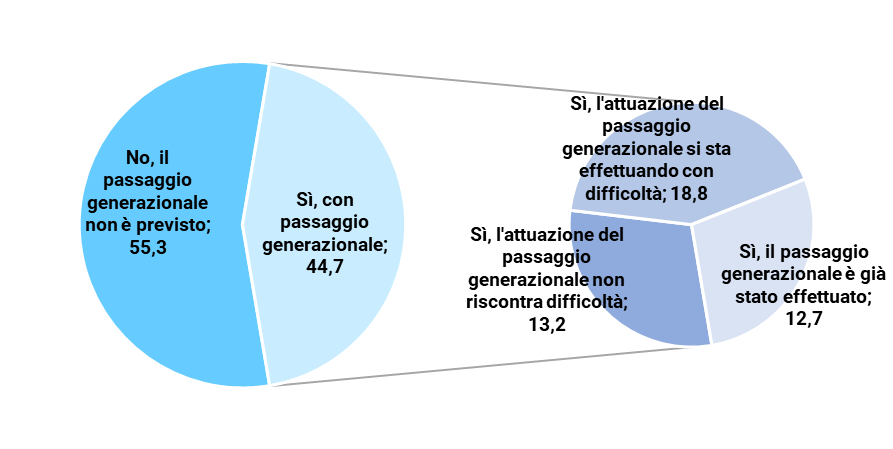 No, il
passaggio
generazionale
non è previsto;
55,3
Sì, con
passaggio
generazionale;
44,7
Sì, l'attuazione del
passaggio
generazionale si sta
effettuando con
difficoltà; 18,8
Sì, l'attuazione del
passaggio
generazionale non
riscontra difficoltà;
13,2
Sì, il passaggio
generazionale è già
stato effettuato;
12,7